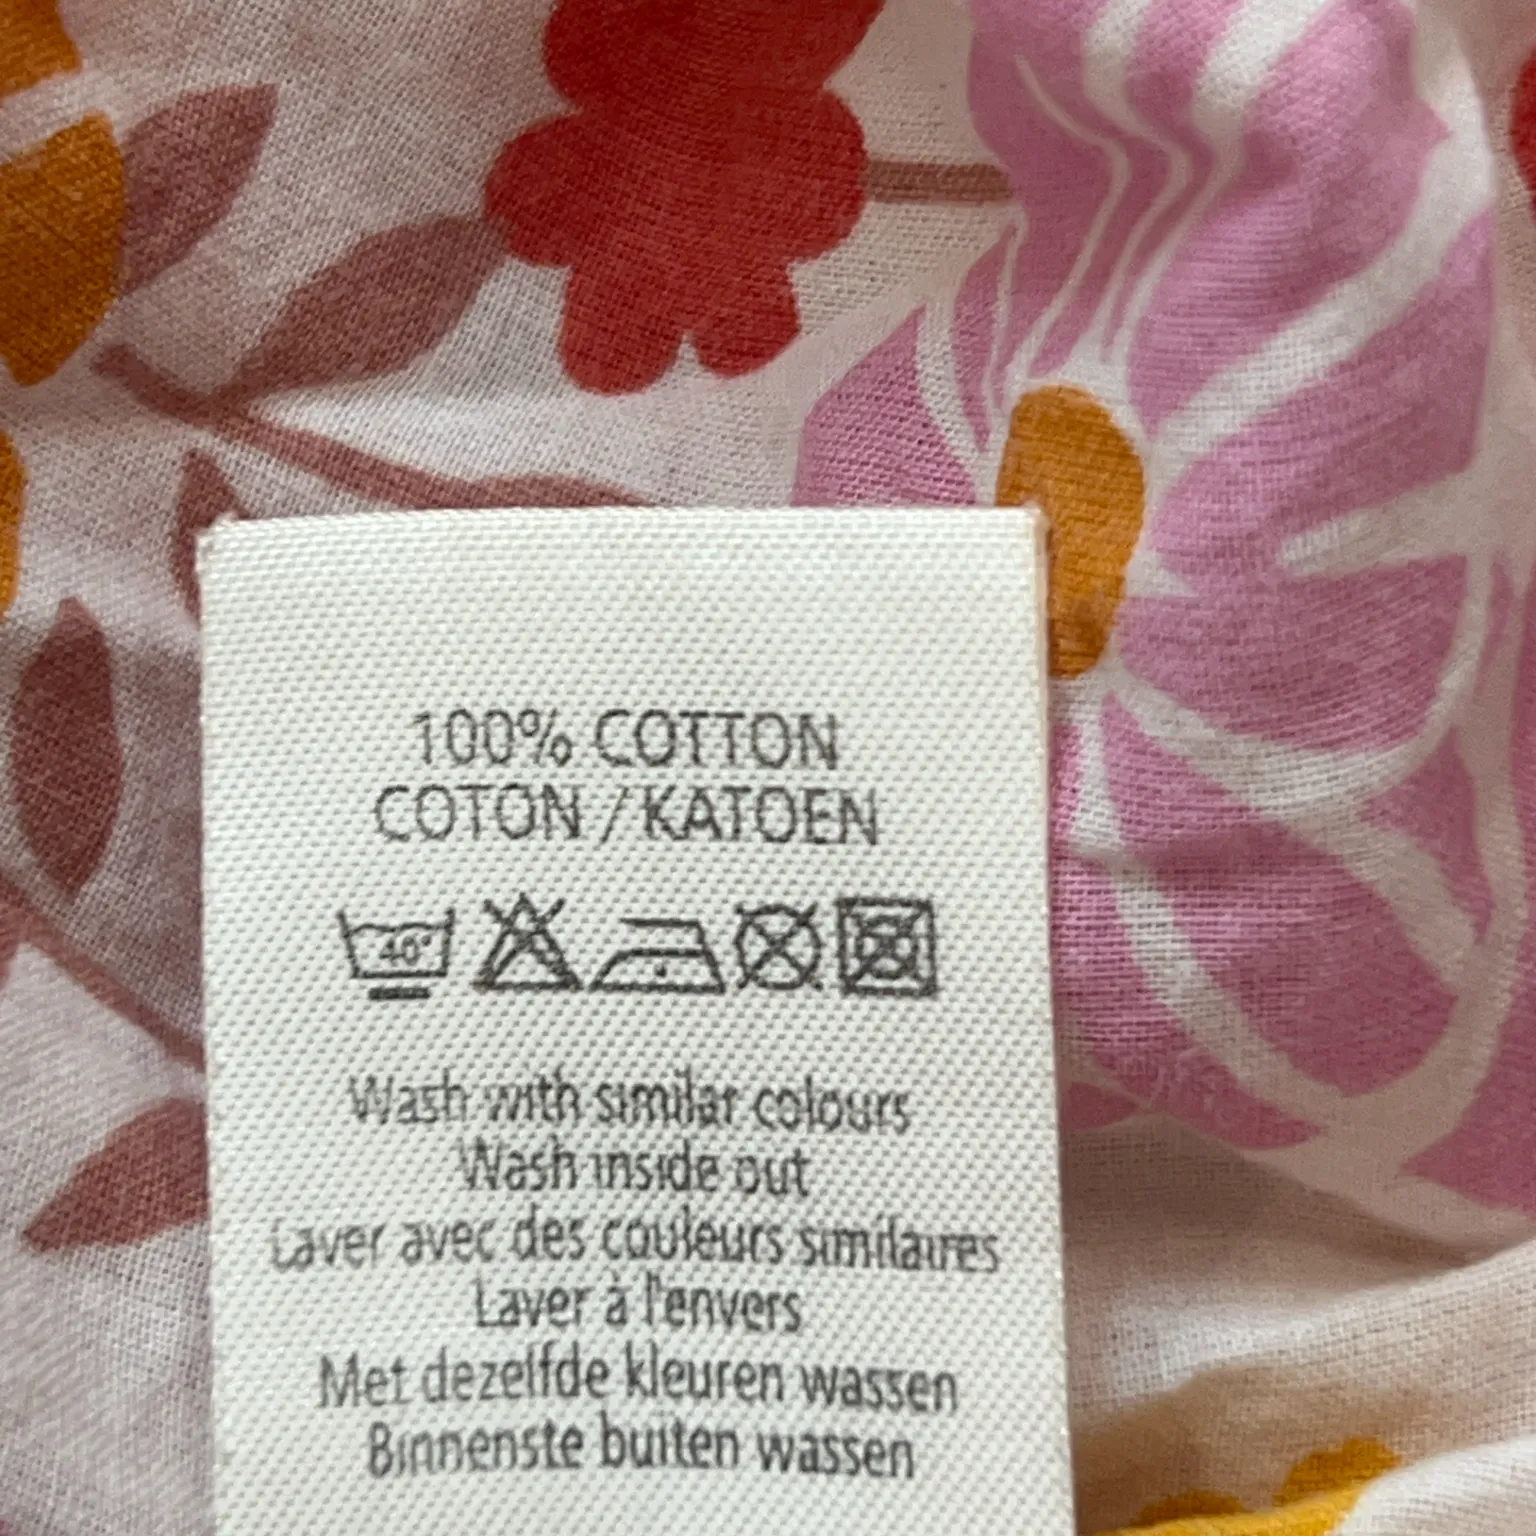 100% COTTON
COTON / KATOEN
40°
Wash with similar colours
Wash inside out
Laver avec des couleurs similaires
Laver à l'envers
Met dezelfde kleuren wassen
Binnenste buiten wassen